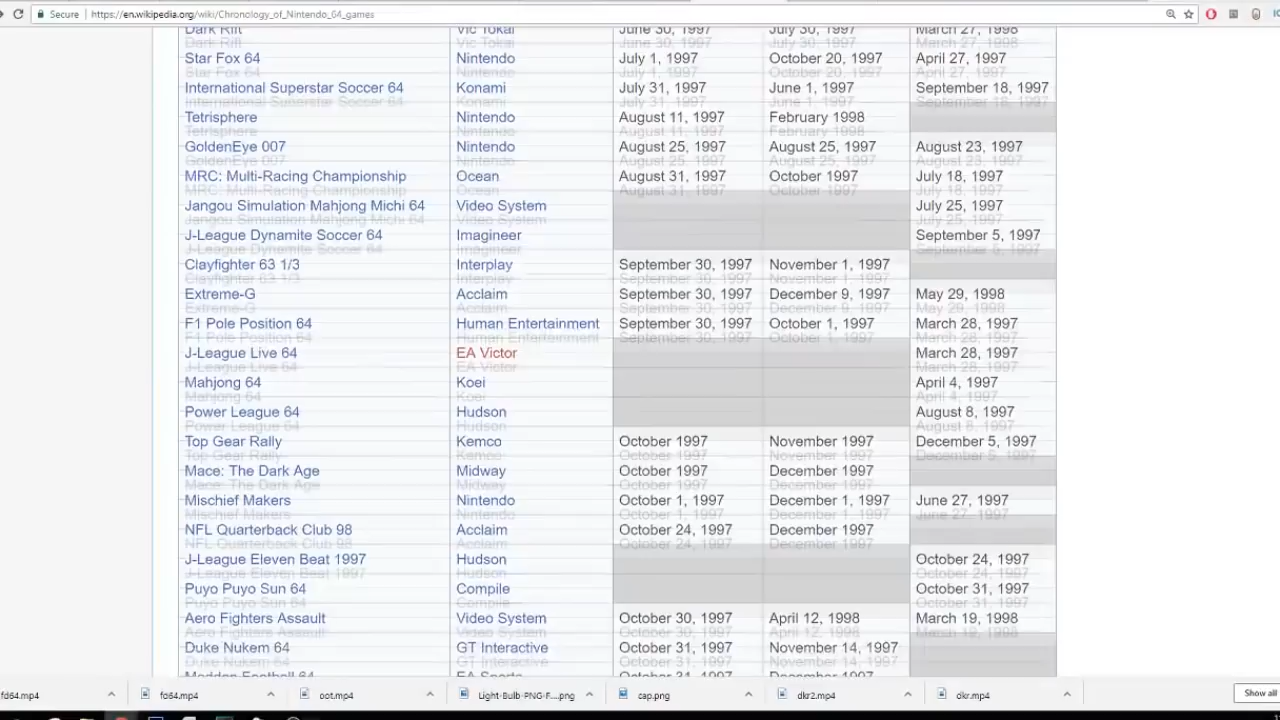 Secure | https://en.wikipedia.org/wiki/Chronology_of_Nintendo_64_games
Dark Rift Vic Tokai June 30, 1997 July 30, 1997 March 27, 1998
Star Fox 64 Nintendo July 1, 1997 October 20, 1997 April 27, 1997
International Superstar Soccer 64 Konami July 31, 1997 June 1, 1997 September 18, 1997
Tetrisphere Nintendo August 11, 1997 February 1998
GoldenEye 007 Nintendo August 25, 1997 August 25, 1997 August 23, 1997
MRC: Multi-Racing Championship Ocean August 31, 1997 October 1997 July 18, 1997
Jangou Simulation Mahjong Michi 64 Video System July 25, 1997
J-League Dynamite Soccer 64 Imagineer September 5, 1997
Clayfighter 63 1/3 Interplay September 30, 1997 November 1, 1997
Extreme-G Acclaim September 30, 1997 December 9, 1997 May 29, 1998
F1 Pole Position 64 Human Entertainment September 30, 1997 October 1, 1997 March 28, 1997
J-League Live 64 EA Victor March 28, 1997
Mahjong 64 Koei April 4, 1997
Power League 64 Hudson August 8, 1997
Top Gear Rally Kemco October 1997 November 1997 December 5, 1997
Mace: The Dark Age Midway October 1997 December 1997
Mischief Makers Nintendo October 1, 1997 December 1, 1997 June 27, 1997
NFL Quarterback Club 98 Acclaim October 24, 1997 December 1997
J-League Eleven Beat 1997 Hudson October 24, 1997
Puyo Puyo Sun 64 Compile October 31, 1997
Aero Fighters Assault Video System October 30, 1997 April 12, 1998 March 19, 1998
Duke Nukem 64 GT Interactive October 31, 1997 November 14, 1997
Madden Football 64 EA Sports October 31, 1997
fd64.mp4 fd64.mp4 oot.mp4 Light-Bulb-PNG-F....png cap.png dkr2.mp4 dkr.mp4 Show all